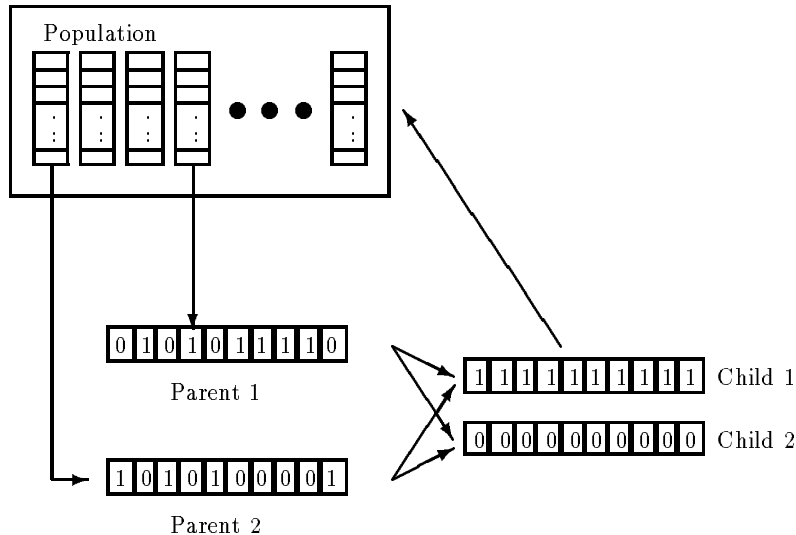 Population
0 1 0 1 0 1 1 1 1 0
Parent 1
1 1 1 1 1 1 1 1 1 1
Child 1
0 0 0 0 0 0 0 0 0 0
Child 2
1 0 1 0 1 0 0 0 0 1
Parent 2